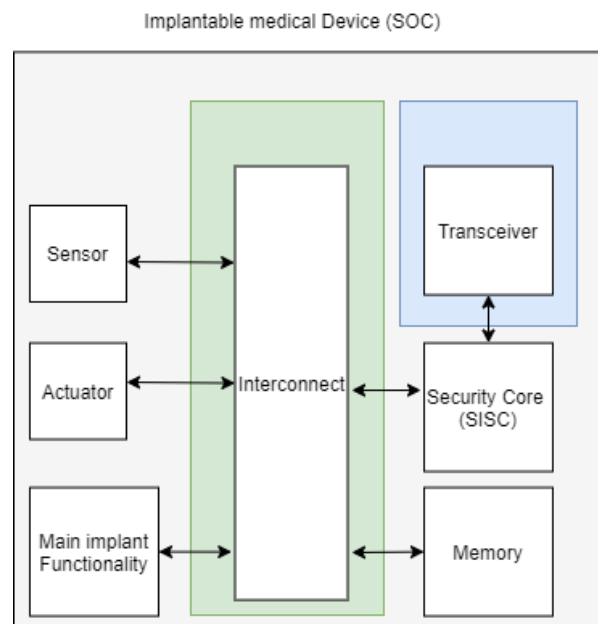 Implantable medical Device (SOC)
Transceiver
Sensor
Interconnect
Actuator
Security Core
(SISC)
Main implant
Functionality
Memory